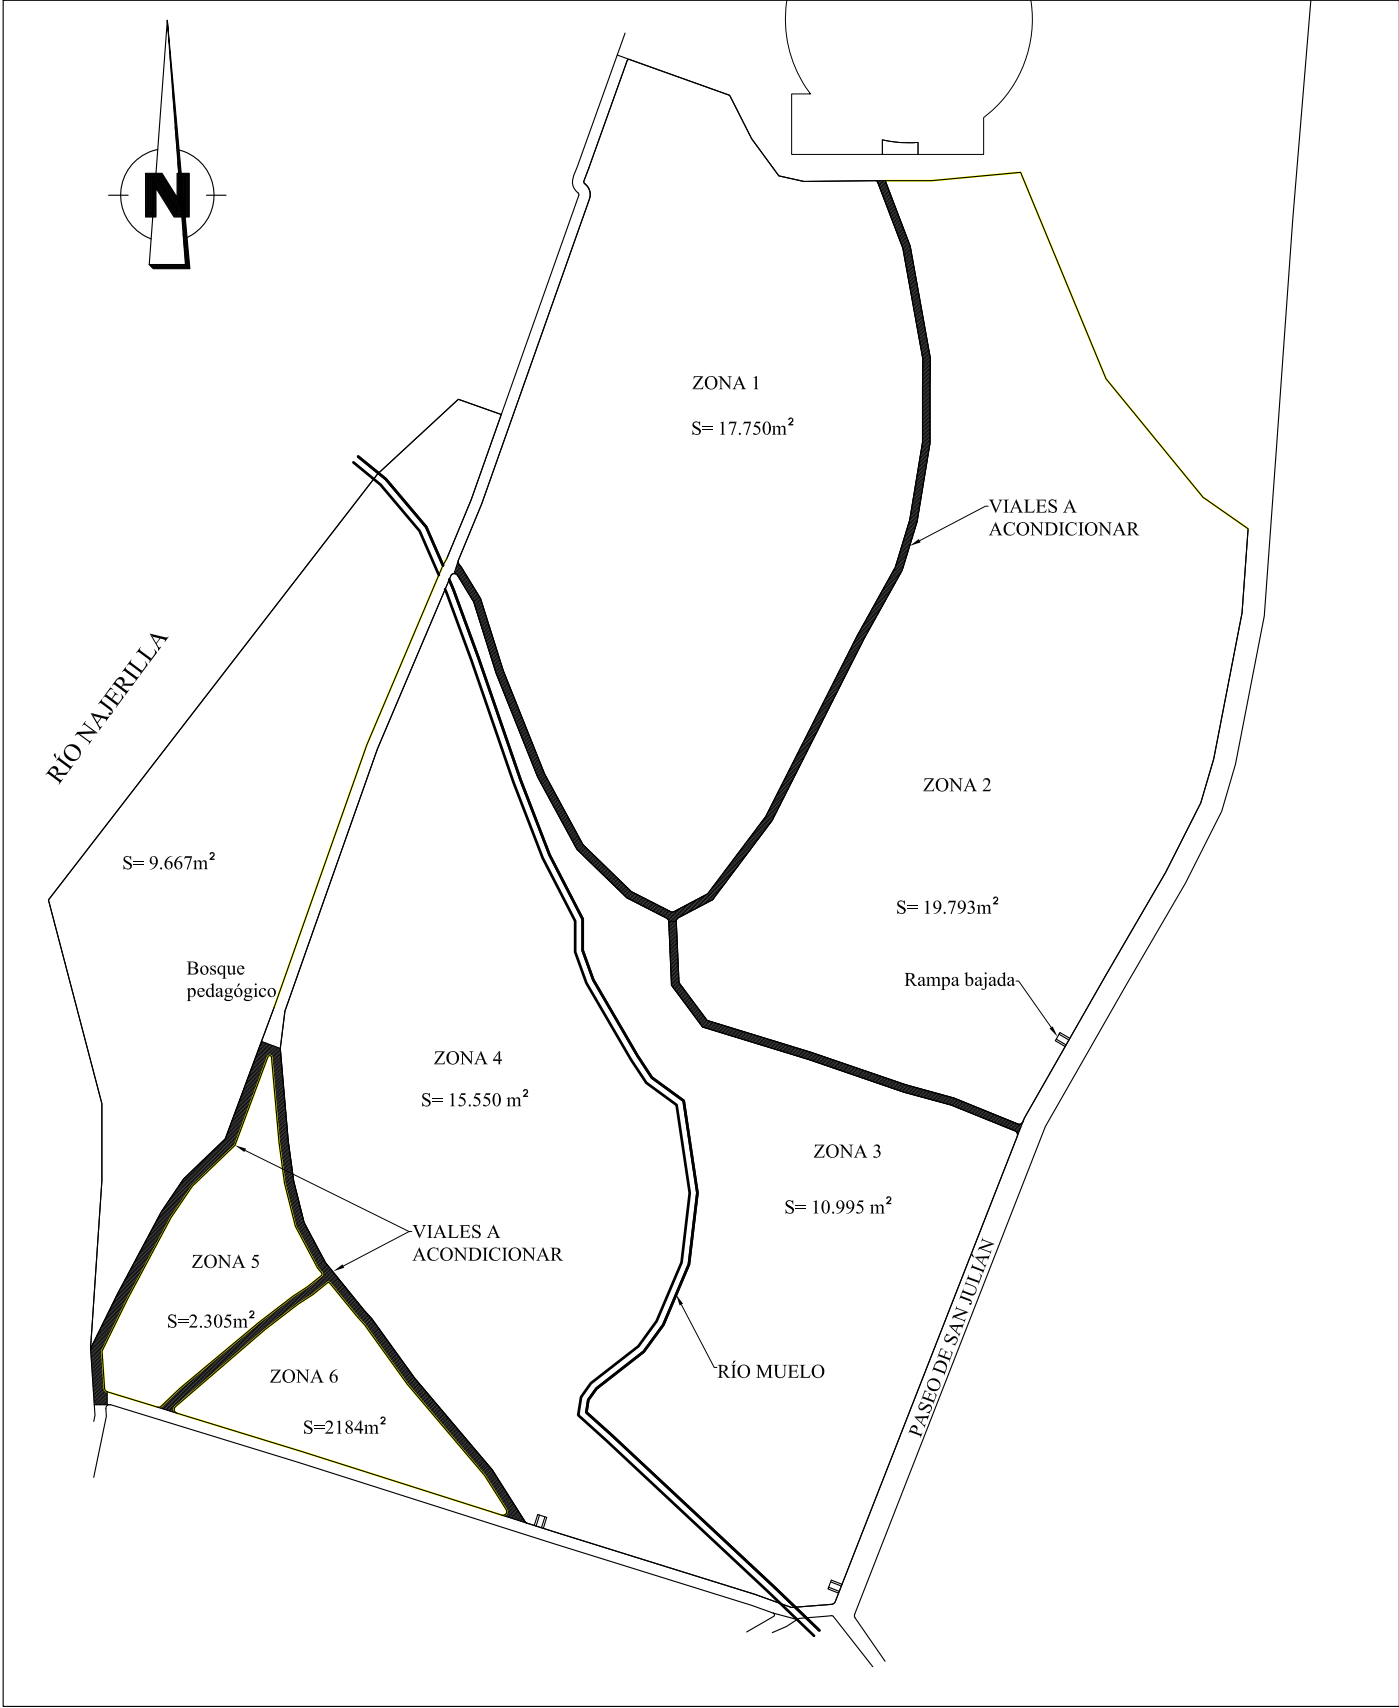 N
ZONA 1
S= 17.750m²
VIALES A
ACONDICIONAR
RÍO NAJERILLA
ZONA 2
S= 9.667m²
S= 19.793m²
Bosque
pedagógico
Rampa bajada
ZONA 4
S= 15.550 m²
ZONA 3
S= 10.995 m²
VIALES A
ACONDICIONAR
ZONA 5
S=2.305m²
PASEO DE SAN JULIÁN
RÍO MUELO
ZONA 6
S=2184m²